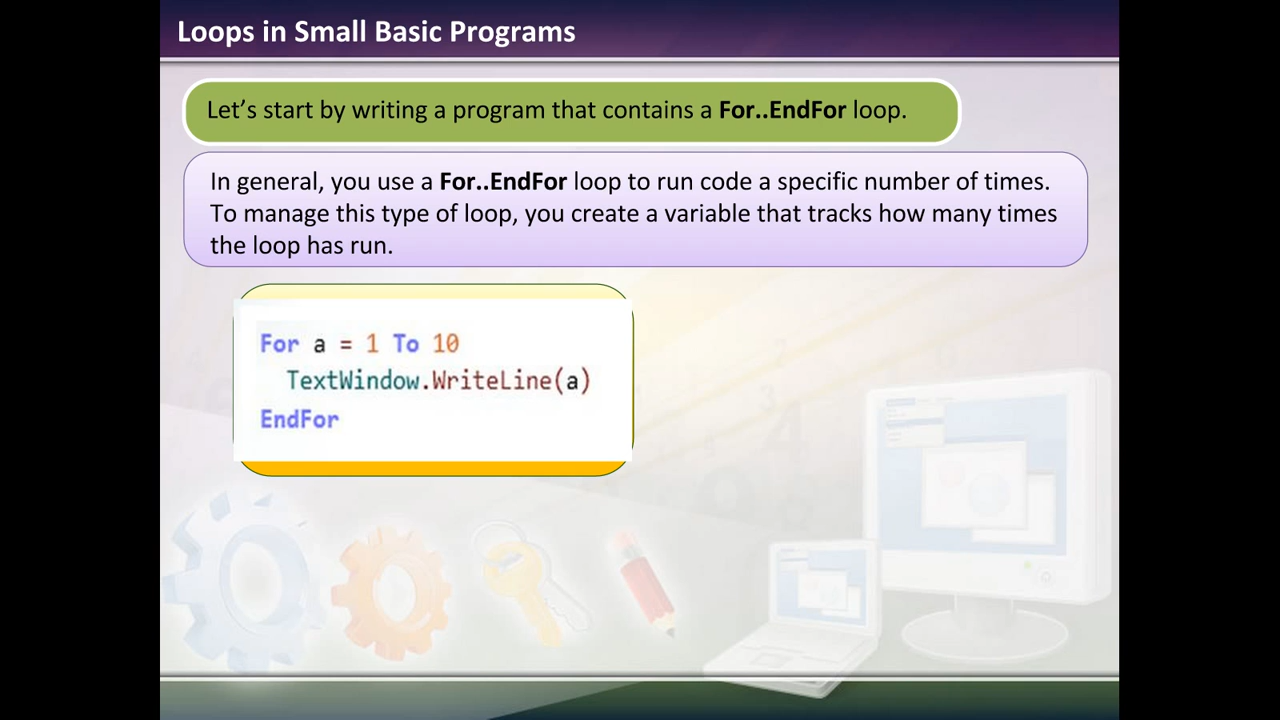 Loops in Small Basic Programs
Let’s start by writing a program that contains a For..EndFor loop.
In general, you use a For..EndFor loop to run code a specific number of times.
To manage this type of loop, you create a variable that tracks how many times
the loop has run.
For a = 1 To 10
TextWindow.WriteLine(a)
EndFor